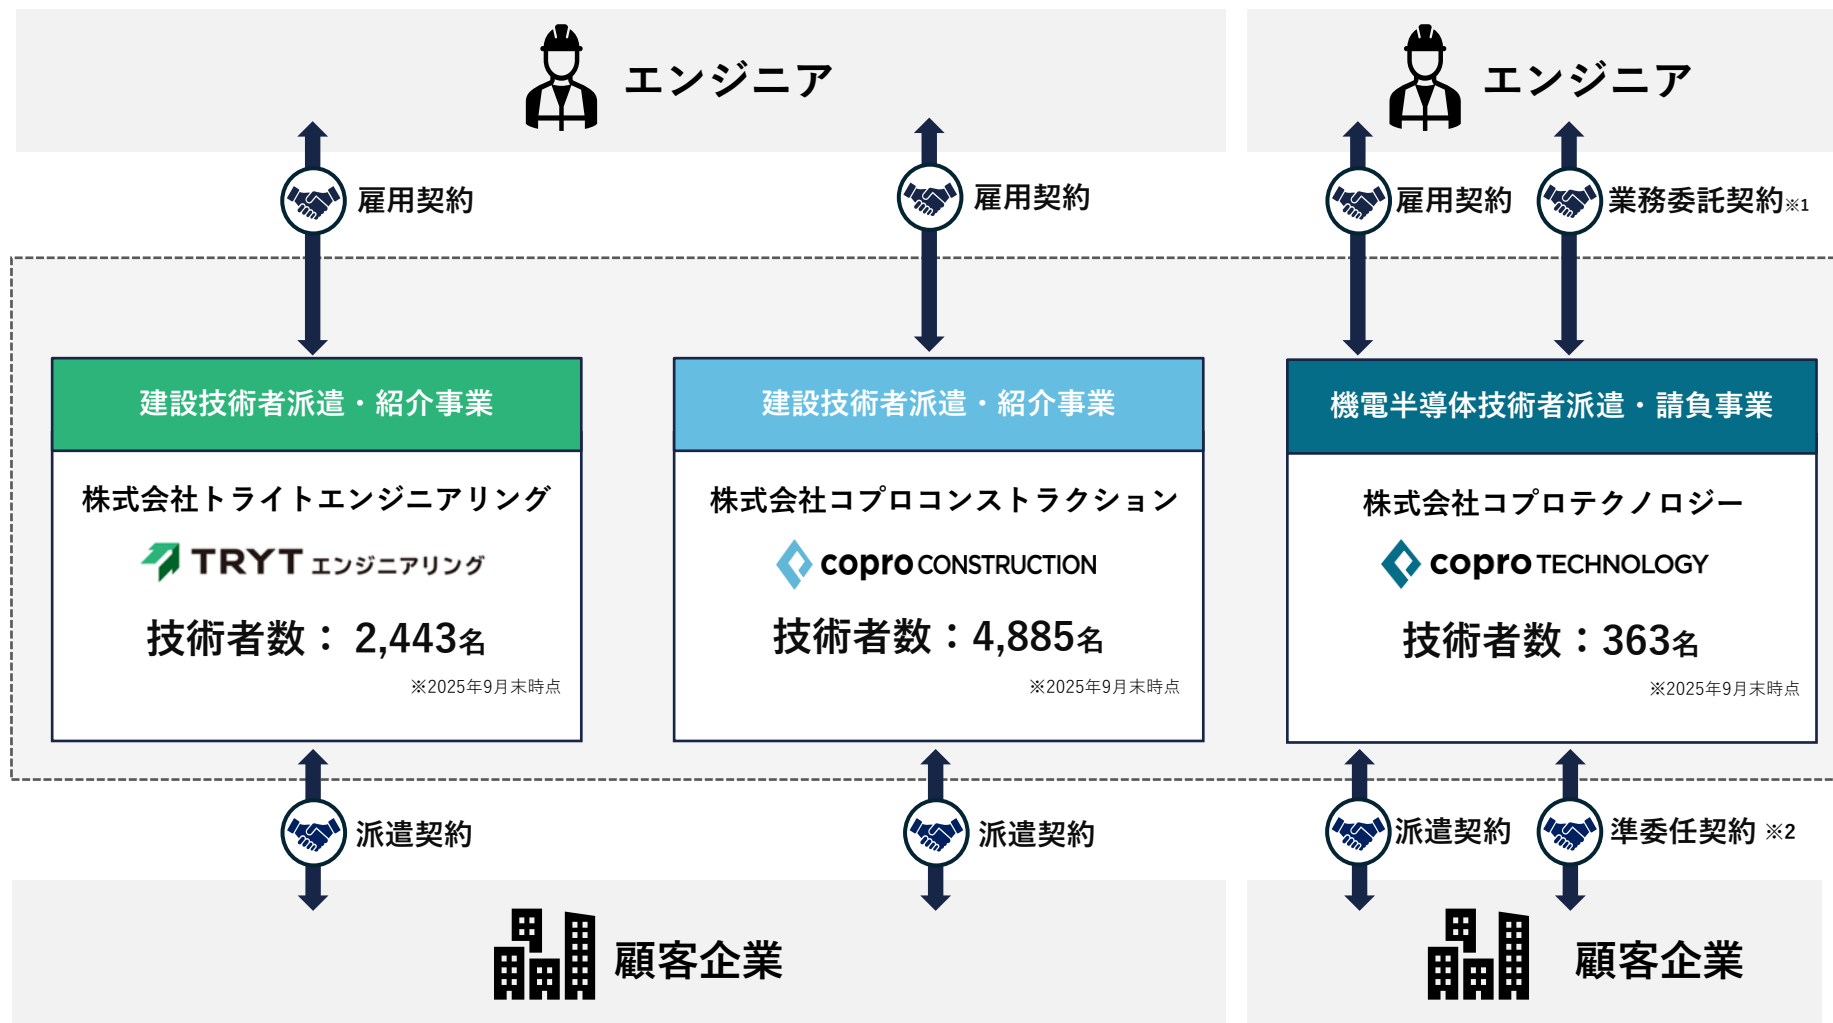 エンジニア
エンジニア
雇用契約
雇用契約
雇用契約
業務委託契約※1
建設技術者派遣・紹介事業
株式会社トライトエンジニアリング
TRYT エンジニアリング
技術者数： 2,443名
※2025年9月末時点
建設技術者派遣・紹介事業
株式会社コプロコンストラクション
copro CONSTRUCTION
技術者数：4,885名
※2025年9月末時点
機電半導体技術者派遣・請負事業
株式会社コプロテクノロジー
copro TECHNOLOGY
技術者数：363名
※2025年9月末時点
派遣契約
派遣契約
派遣契約
準委任契約 ※2
顧客企業
顧客企業